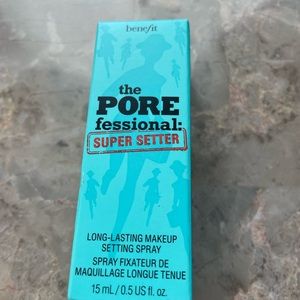 benefit
the
PORE
fessional:
SUPER SETTER
LONG-LASTING MAKEUP
SETTING SPRAY
SPRAY FIXATEUR DE
MAQUILLAGE LONGUE TENUE
15 mL / 0.5 US fl. oz.